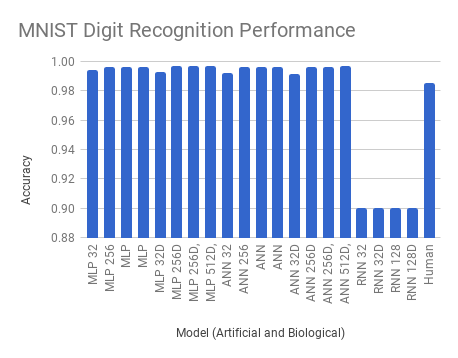 MNIST Digit Recognition Performance
1.00
0.98
0.96
0.94
0.92
0.90
0.88
Accuracy
MLP 32
MLP 256
MLP
MLP
MLP 32D
MLP 256D
MLP 256D,
MLP 512D,
ANN 32
ANN 256
ANN
ANN
ANN 32D
ANN 256D
ANN 256D,
ANN 512D,
RNN 32
RNN 32D
RNN 128
RNN 128D
Human
Model (Artificial and Biological)